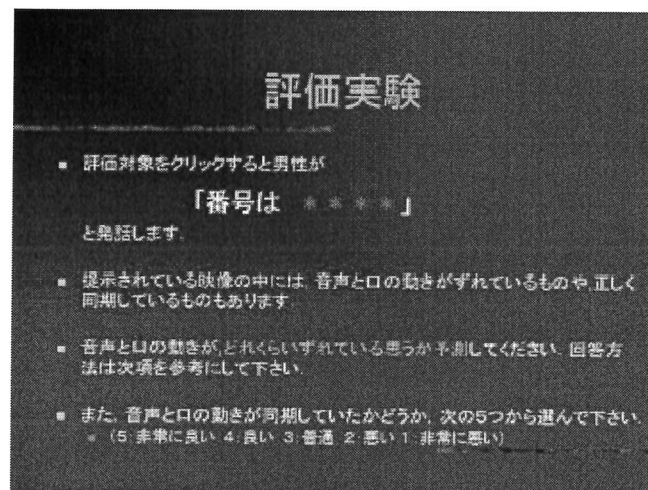 評価実験
▪ 評価対象をクリックすると男性が
「番号は ＊＊＊＊」
と発話します.
▪ 提示されている映像の中には, 音声と口の動きがずれているものや,正しく
同期しているものもあります.
▪ 音声と口の動きが,どれくらいずれている思うか予測してください. 回答方
法は次項を参考にして下さい.
▪ また, 音声と口の動きが同期していたかどうか, 次の5つから選んで下さい.
▪ (5:非常に良い 4:良い 3:普通 2:悪い 1:非常に悪い)